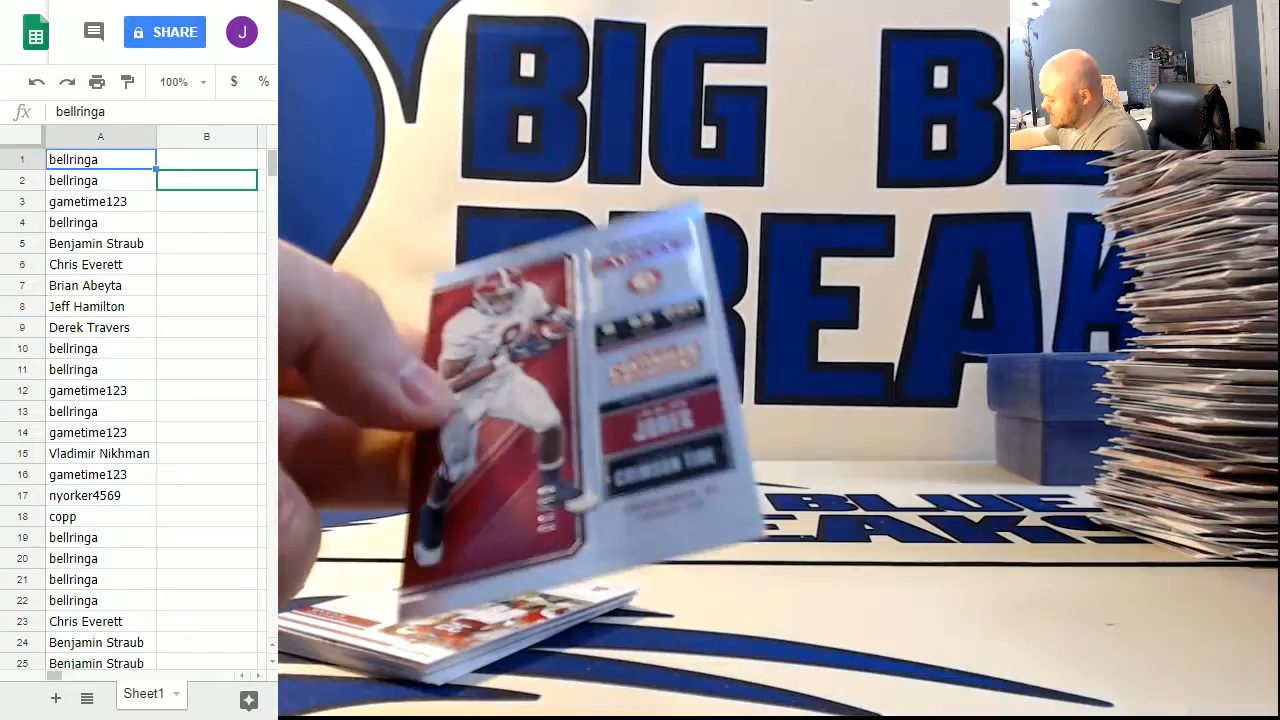 SHARE
J
100%
$ %
fx bellringa
A B
1 bellringa
2 bellringa
3 gametime123
4 bellringa
5 Benjamin Straub
6 Chris Everett
7 Brian Abeyta
8 Jeff Hamilton
9 Derek Travers
10 bellringa
11 bellringa
12 gametime123
13 bellringa
14 gametime123
15 Vladimir Nikhman
16 gametime123
17 nyorker4569
18 copp
19 bellringa
20 bellringa
21 bellringa
22 bellringa
23 Chris Everett
24 Benjamin Straub
25 Benjamin Straub
Sheet1
BIG BL
BREAK
JONES
CRIMSON TIDE
BLUE
BREAKS